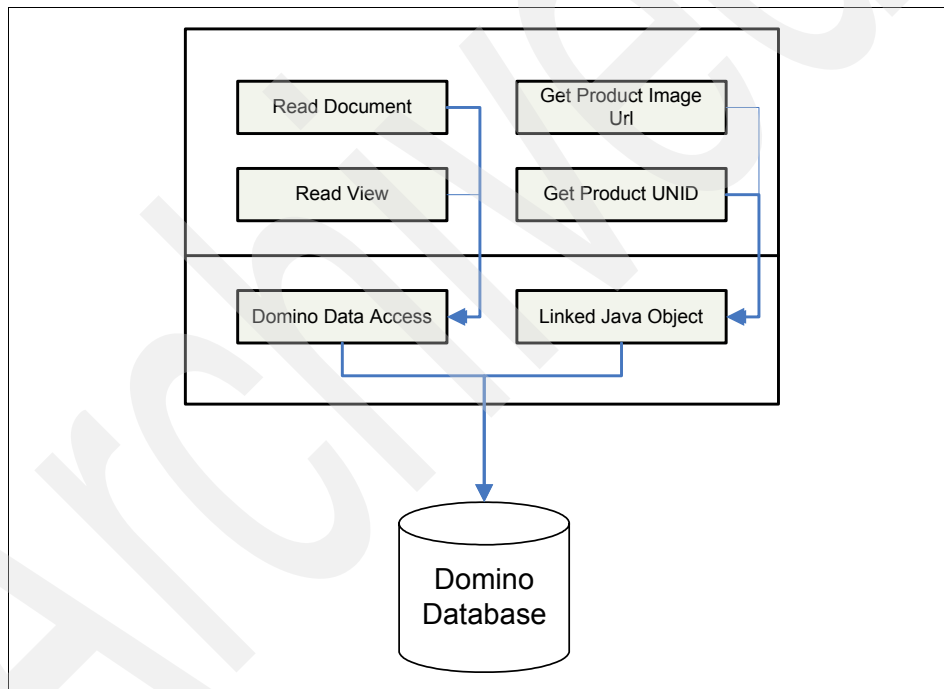 Read Document
Get Product Image
Url
Read View
Get Product UNID
Domino Data Access
Linked Java Object
Domino
Database
Archived